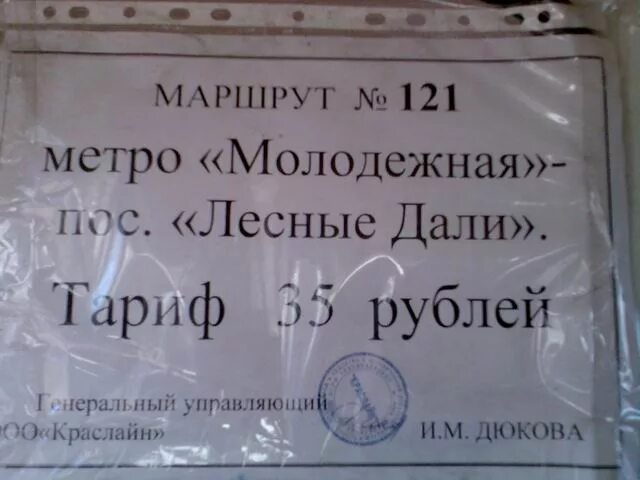 МАРШРУТ № 121
метро «Молодежная»-
пос. «Лесные Дали».
Тариф 35 рублей
Генеральный управляющий
ООО«Краслайн» И.М. ДЮКОВА